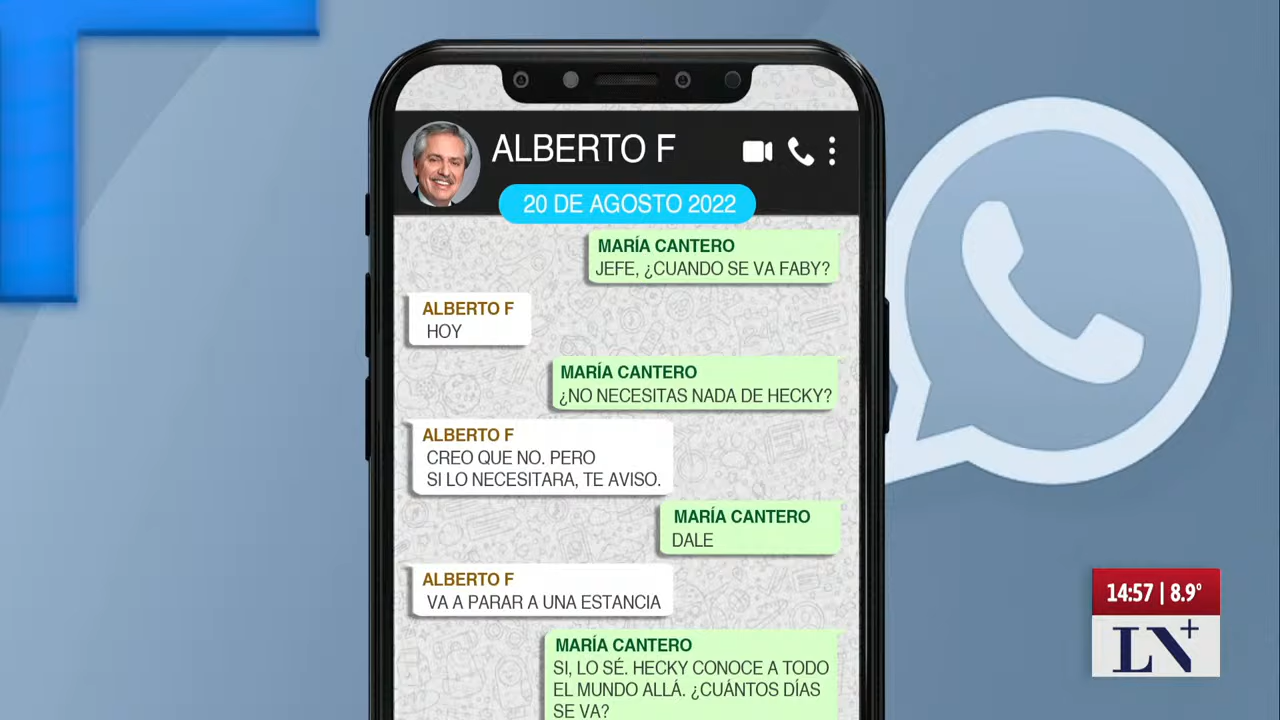 ALBERTO F
20 DE AGOSTO 2022
MARÍA CANTERO
JEFE, ¿CUANDO SE VA FABY?
ALBERTO F
HOY
MARÍA CANTERO
¿NO NECESITAS NADA DE HECKY?
ALBERTO F
CREO QUE NO. PERO
SI LO NECESITARA, TE AVISO.
MARÍA CANTERO
DALE
ALBERTO F
VA A PARAR A UNA ESTANCIA
MARÍA CANTERO
SI, LO SÉ. HECKY CONOCE A TODO
EL MUNDO ALLÁ. ¿CUÁNTOS DÍAS
SE VA?
14:57 | 8.9°
LN+